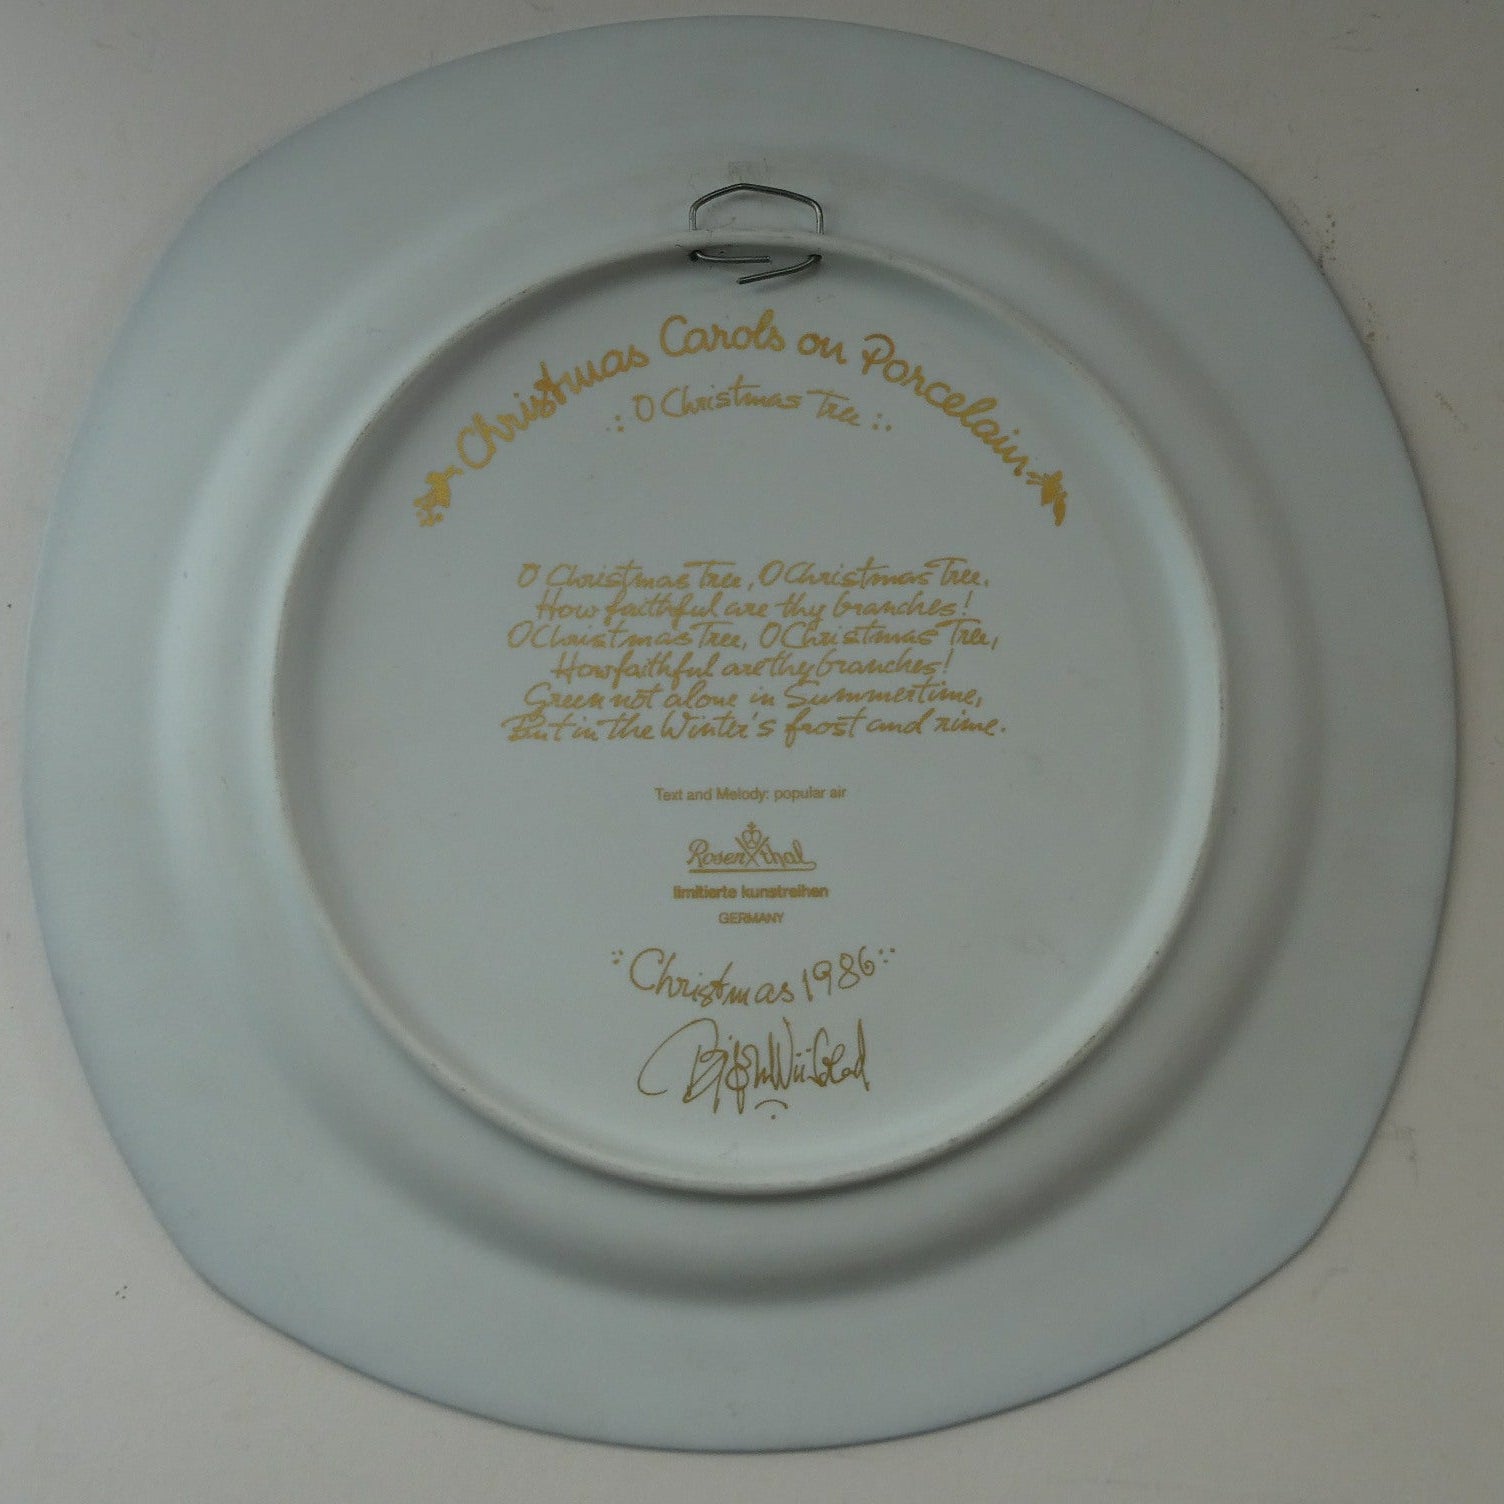 Christmas Carols on Porcelain
O Christmas Tree
O Christmas Tree, O Christmas Tree,
How faithful are thy branches!
O Christmas Tree, O Christmas Tree,
How faithful are thy branches!
Green not alone in Summertime,
But in the Winter's frost and rime.
Text and Melody: popular air
Rosenthal
limitierte kunstreihen
GERMANY
Christmas 1986
Bjørn Wiinblad